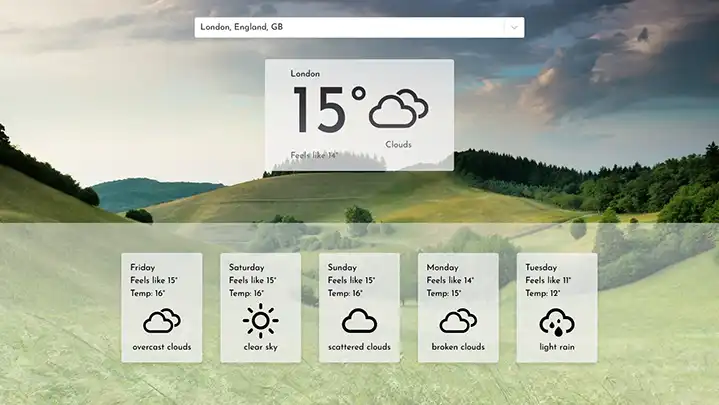 London, England, GB
London
15°
Clouds
Feels like 14°
Friday
Feels like 15°
Temp: 16°
overcast clouds
Saturday
Feels like 15°
Temp: 16°
clear sky
Sunday
Feels like 15°
Temp: 16°
scattered clouds
Monday
Feels like 14°
Temp: 15°
broken clouds
Tuesday
Feels like 11°
Temp: 12°
light rain